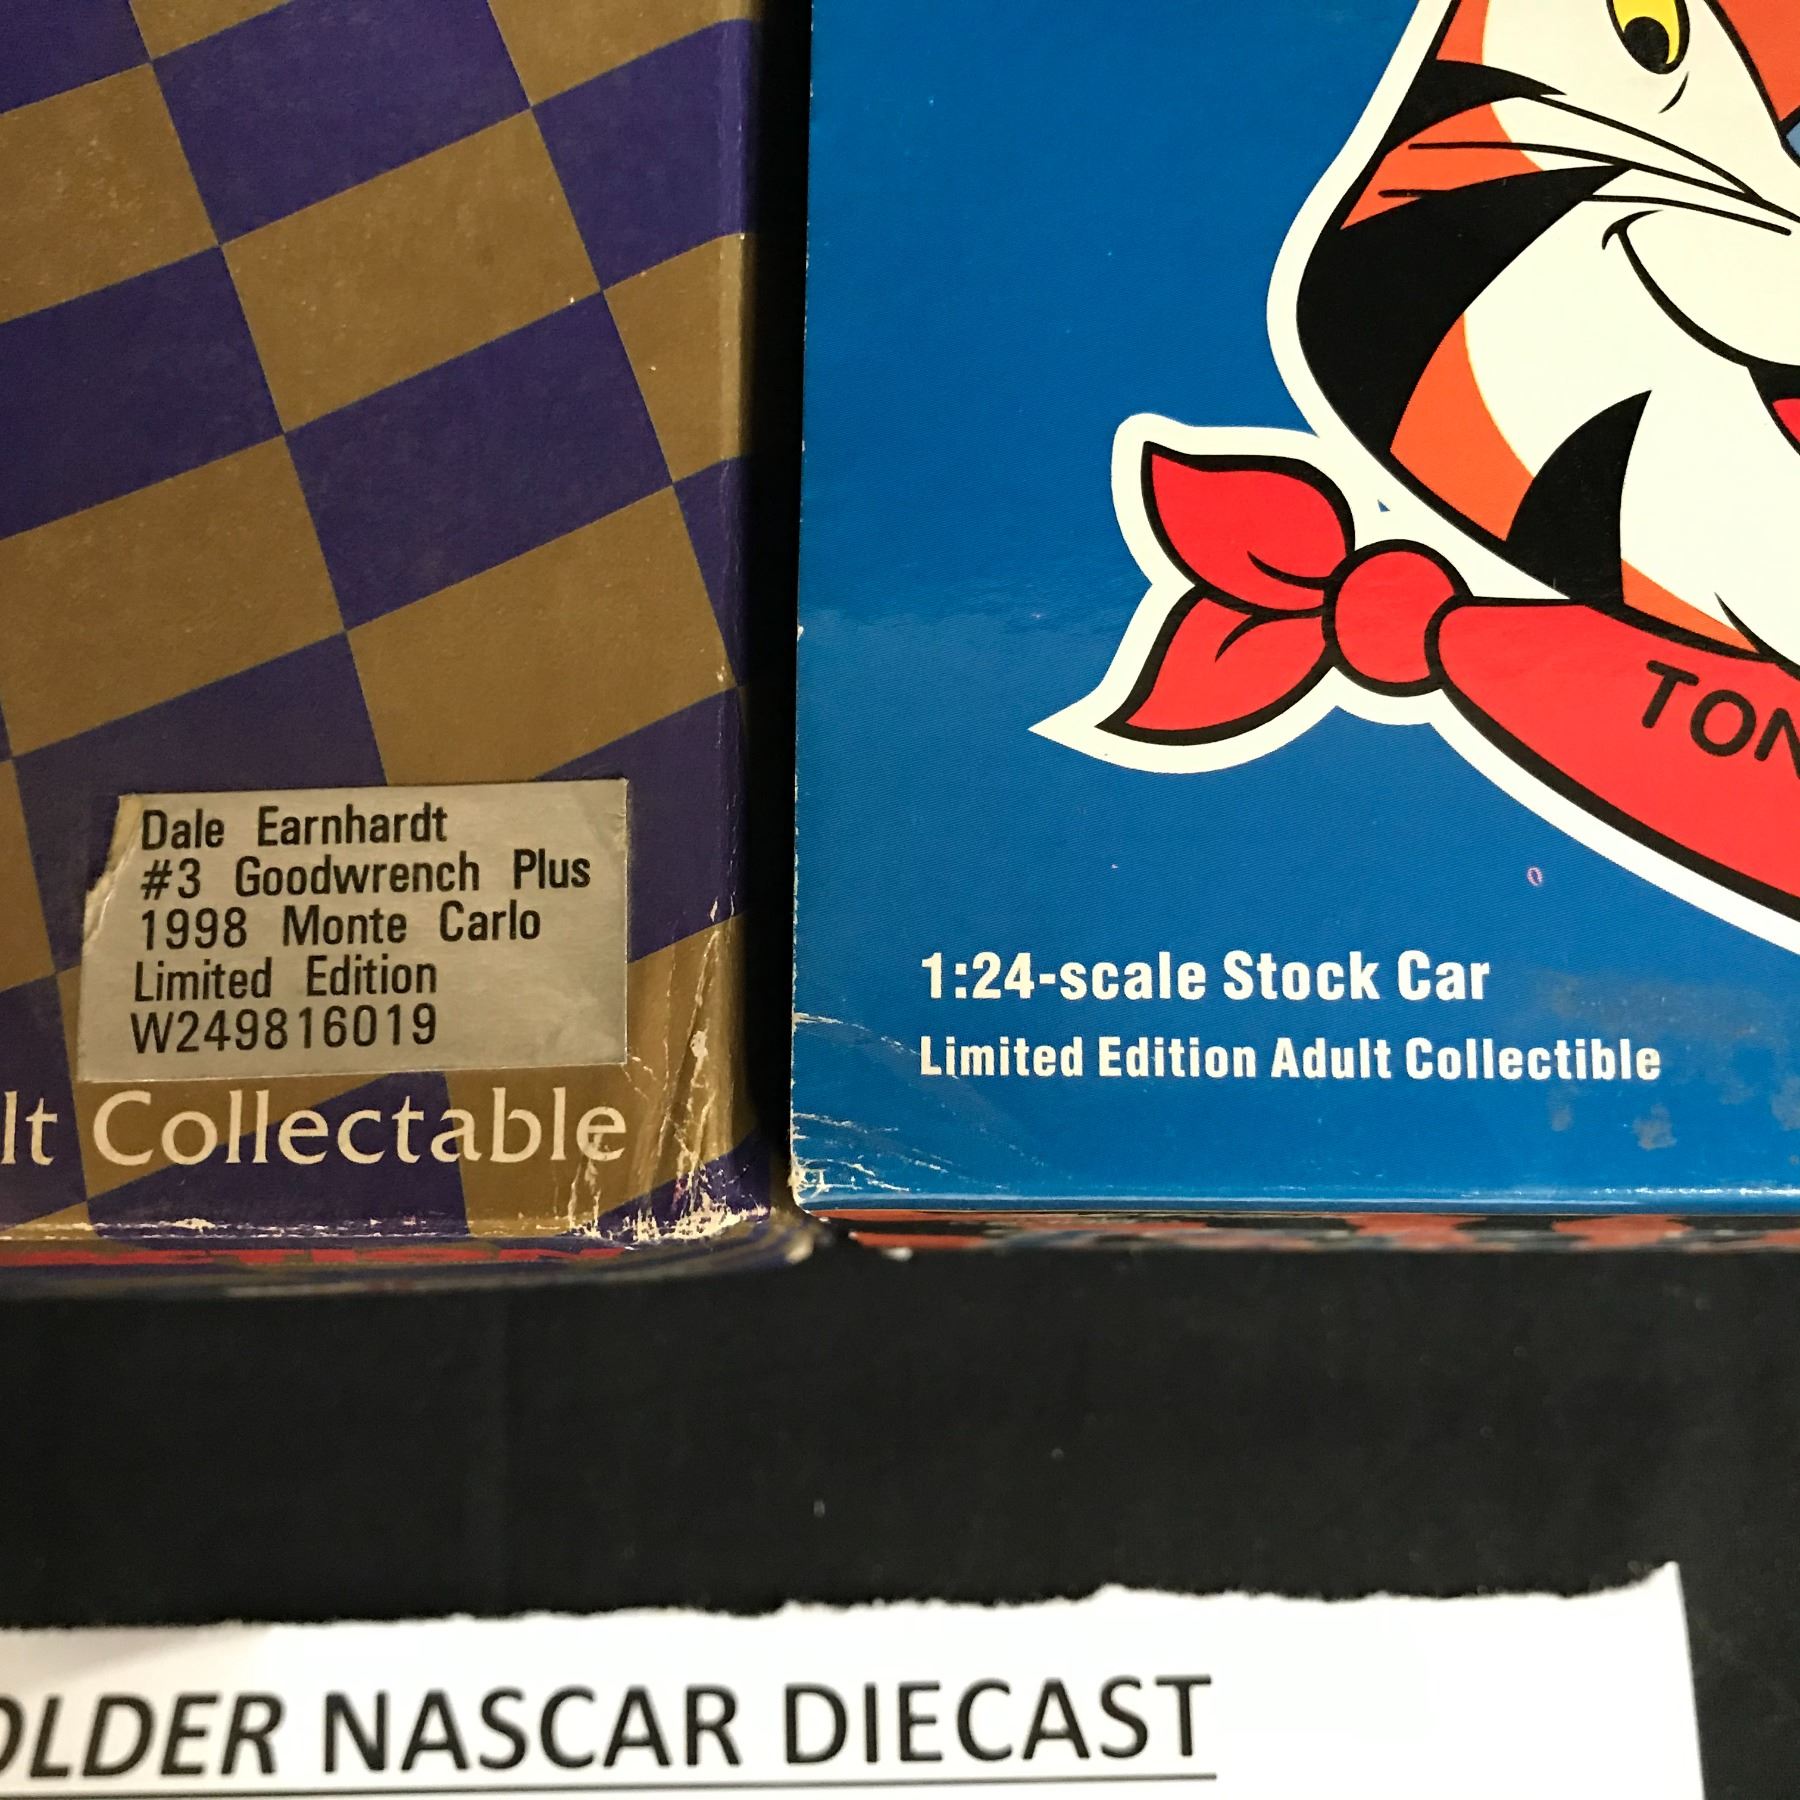 Dale Earnhardt
#3 Goodwrench Plus
1998 Monte Carlo
Limited Edition
W249816019
lt Collectable
TON
1:24-scale Stock Car
Limited Edition Adult Collectible
OLDER NASCAR DIECAST